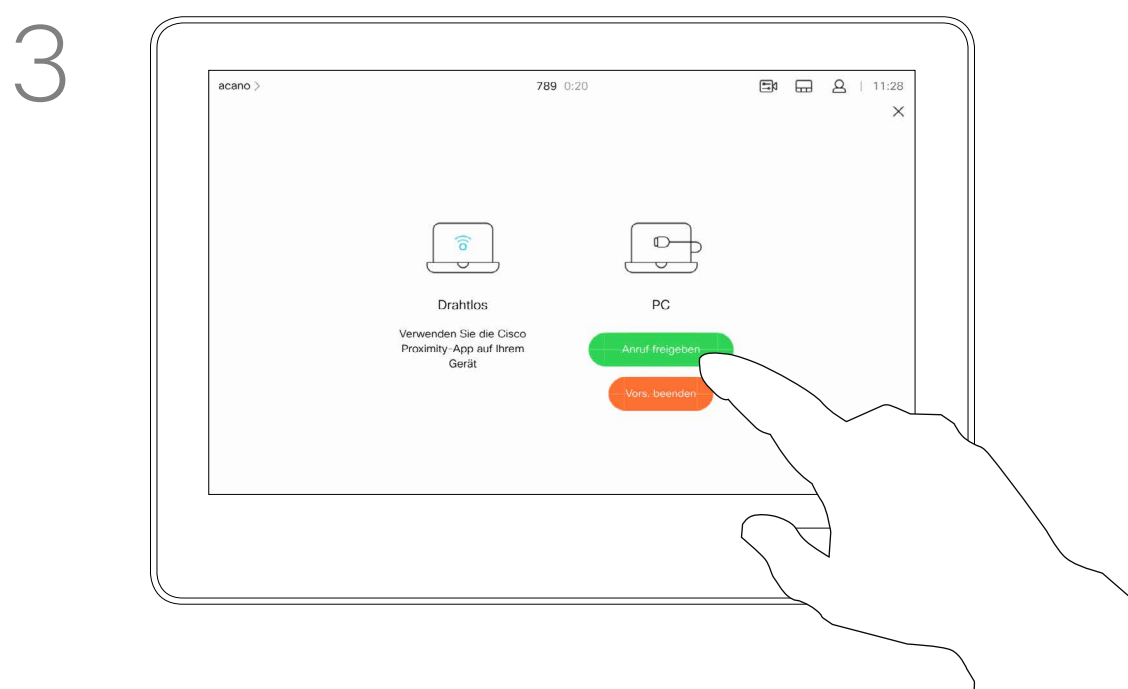 3
acano >
789 0:20
11:28
Drahtlos
Verwenden Sie die Cisco
Proximity-App auf Ihrem
Gerät
PC
Anruf freigeben
Vors. beenden